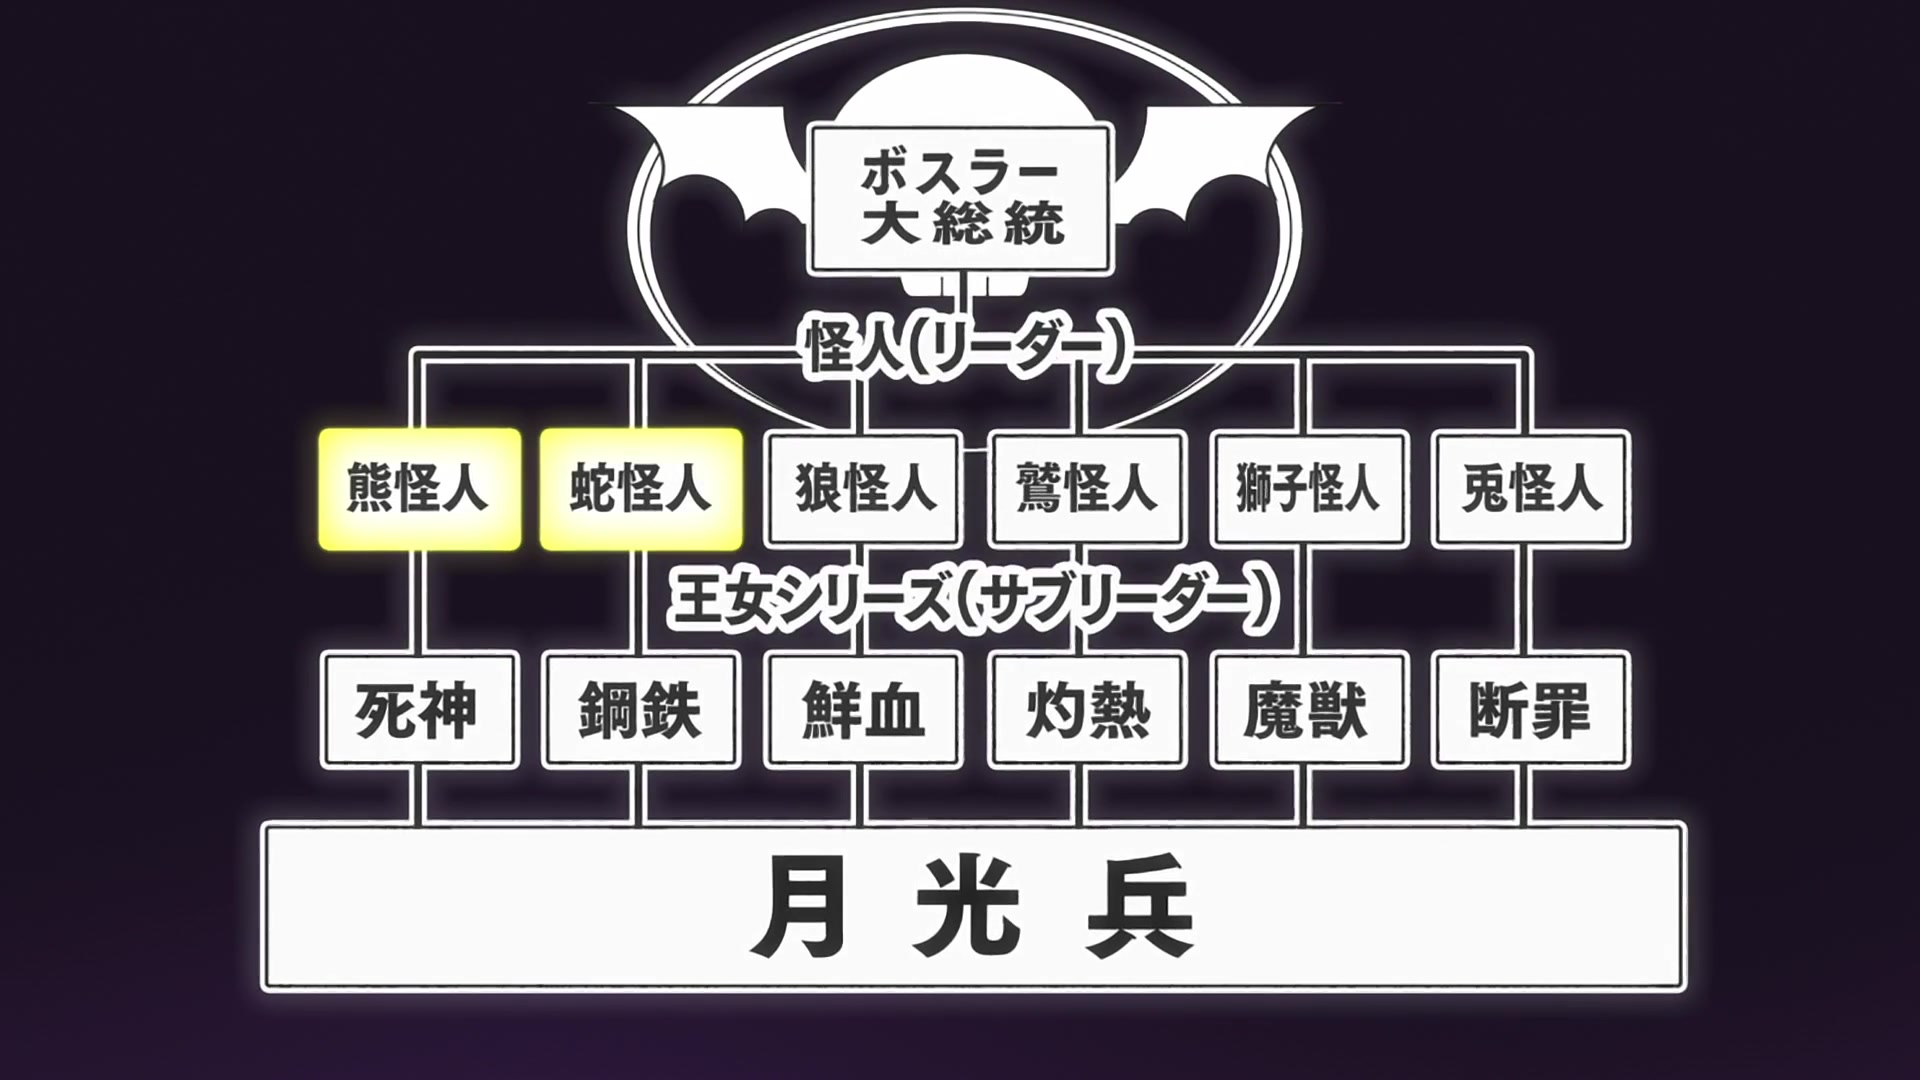 ボスラー
大総統
怪人(リーダー)
熊怪人
蛇怪人
狼怪人
鷲怪人
獅子怪人
兎怪人
王女シリーズ(サブリーダー)
死神
鋼鉄
鮮血
灼熱
魔獣
断罪
月光兵